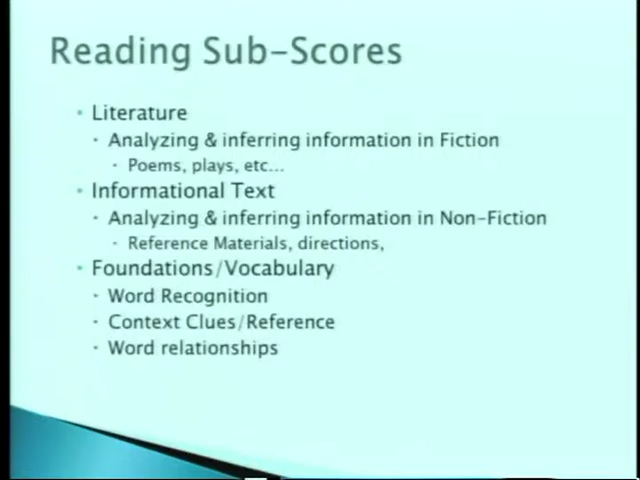 Reading Sub-Scores
Literature
Analyzing & inferring information in Fiction
Poems, plays, etc...
Informational Text
Analyzing & inferring information in Non-Fiction
Reference Materials, directions,
Foundations/Vocabulary
Word Recognition
Context Clues/Reference
Word relationships